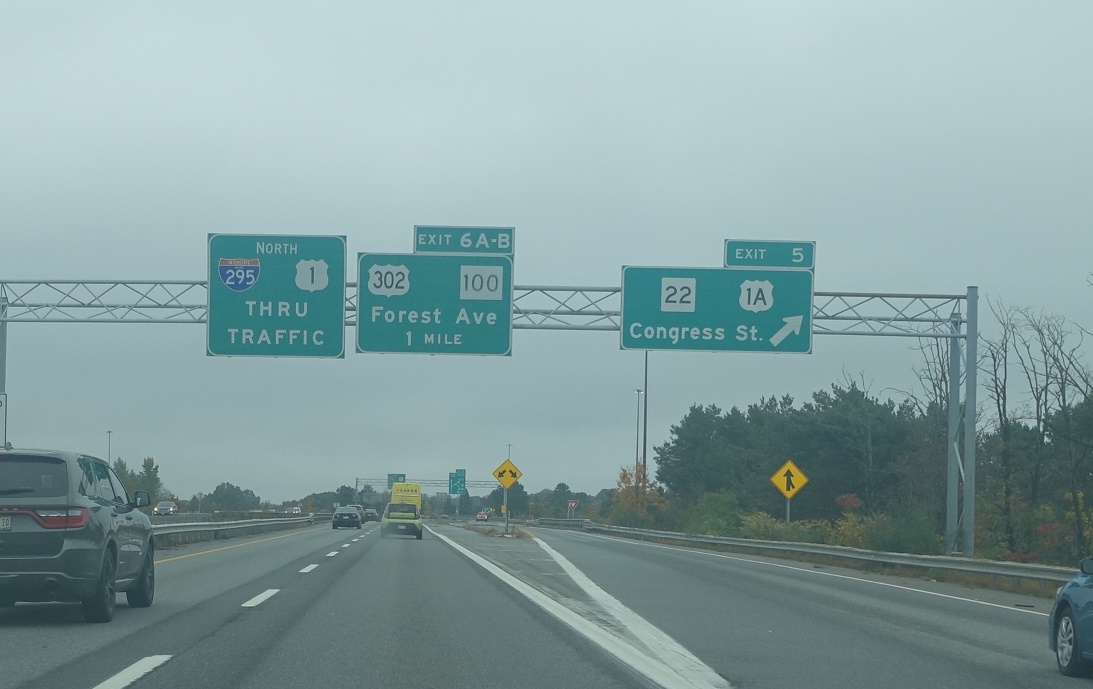 NORTH
INTERSTATE
295
1
THRU
TRAFFIC
EXIT 6A-B
302
100
Forest Ave
1 MILE
EXIT 5
22
1A
Congress St.